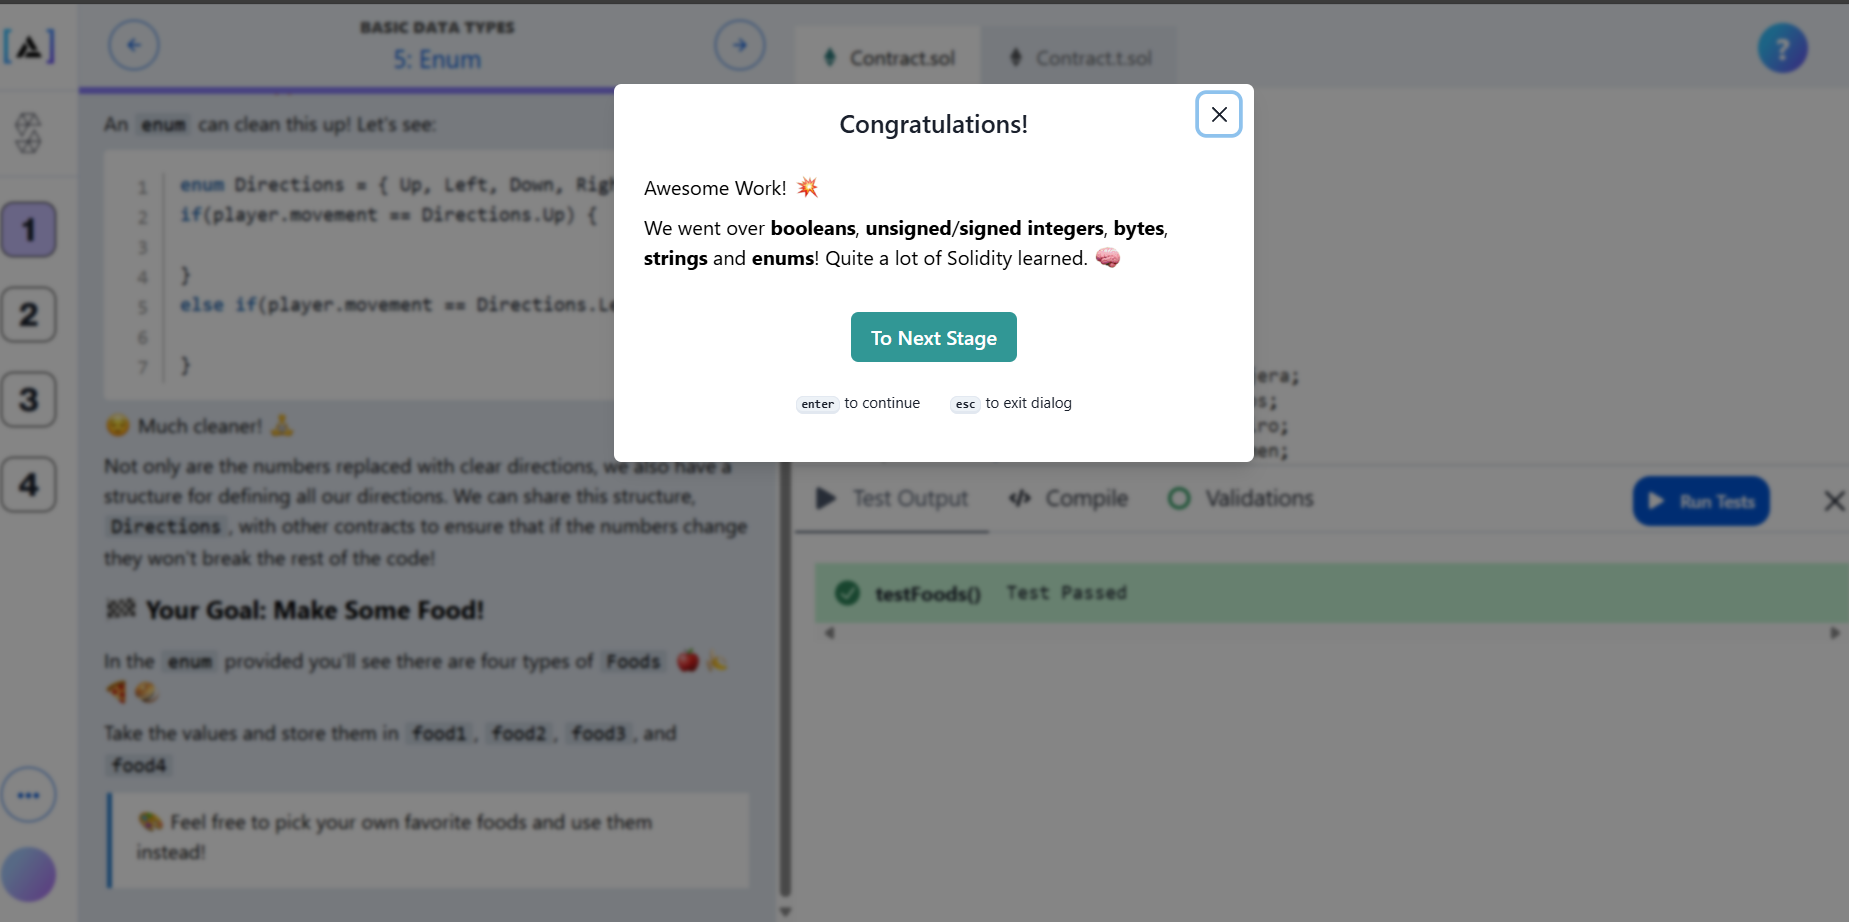 BASIC DATA TYPES
5: Enum
Contract.sol
Contract.t.sol
?
1
2
3
4
An enum can clean this up! Let's see:
1 enum Directions = { Up, Left, Down, Righ
2 if(player.movement == Directions.Up) {
3
4 }
5 else if(player.movement == Directions.Le
6
7 }
Much cleaner!
Not only are the numbers replaced with clear directions, we also have a
structure for defining all our directions. We can share this structure,
Directions, with other contracts to ensure that if the numbers change
they won't break the rest of the code!
Your Goal: Make Some Food!
In the enum provided you'll see there are four types of Foods
Take the values and store them in food1, food2, food3, and
food4
Feel free to pick your own favorite foods and use them
instead!
Congratulations!
Awesome Work!
We went over booleans, unsigned/signed integers, bytes,
strings and enums! Quite a lot of Solidity learned.
To Next Stage
enter to continue esc to exit dialog
era;
s;
ro;
en;
Test Output
Compile
Validations
Run Tests
testFoods() Test Passed